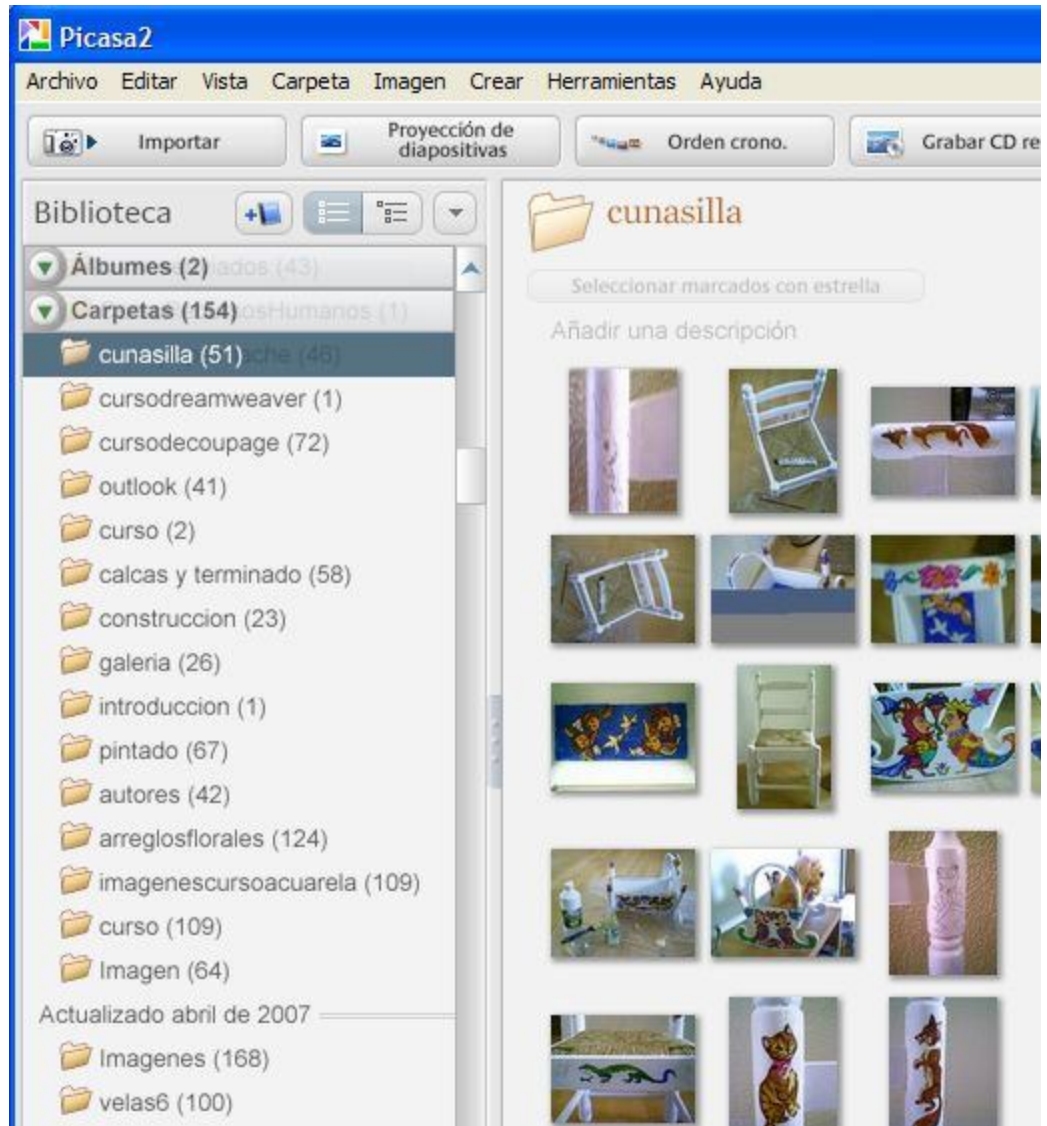 Picasa2
Archivo Editar Vista Carpeta Imagen Crear Herramientas Ayuda
Importar
Proyección de
diapositivas
Orden crono.
Grabar CD re
Biblioteca
cunasilla
Álbumes (2)
Seleccionar marcados con estrella
Carpetas (154)
Añadir una descripción
cunasilla (51)
cursodreamweaver (1)
cursodecoupage (72)
outlook (41)
curso (2)
calcas y terminado (58)
construccion (23)
galeria (26)
introduccion (1)
pintado (67)
autores (42)
arreglosflorales (124)
imagenescursoacuarela (109)
curso (109)
Imagen (64)
Actualizado abril de 2007
Imagenes (168)
velas6 (100)